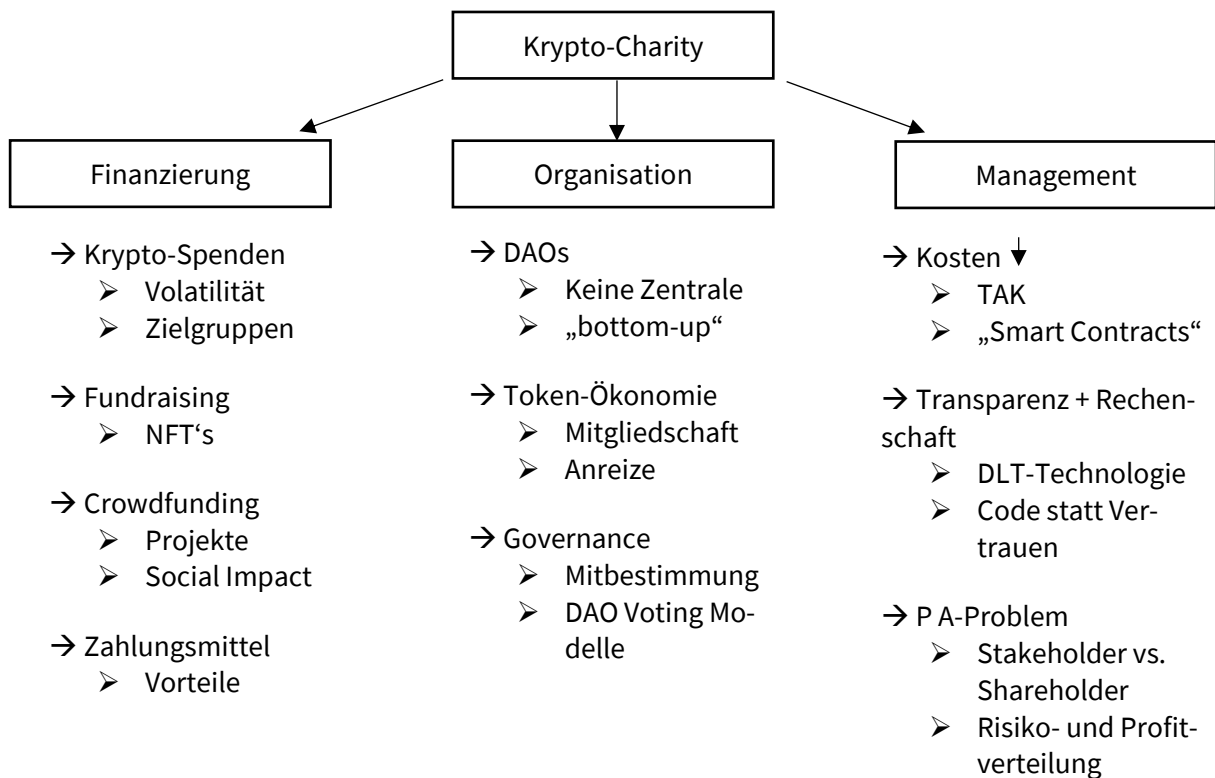 Krypto-Charity
Finanzierung
→ Krypto-Spenden
➢ Volatilität
➢ Zielgruppen
→ Fundraising
➢ NFT‘s
→ Crowdfunding
➢ Projekte
➢ Social Impact
→ Zahlungsmittel
➢ Vorteile
Organisation
→ DAOs
➢ Keine Zentrale
➢ „bottom-up“
→ Token-Ökonomie
➢ Mitgliedschaft
➢ Anreize
→ Governance
➢ Mitbestimmung
➢ DAO Voting Mo-
delle
Management
→ Kosten ↓
➢ TAK
➢ „Smart Contracts“
→ Transparenz + Rechen-
schaft
➢ DLT-Technologie
➢ Code statt Ver-
trauen
→ P A-Problem
➢ Stakeholder vs.
Shareholder
➢ Risiko- und Profit-
verteilung